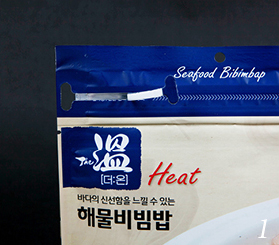 Seafood Bibimbap
The 温
[더:온]
Heat
바다의 신선함을 느낄 수 있는
해물비빔밥
1